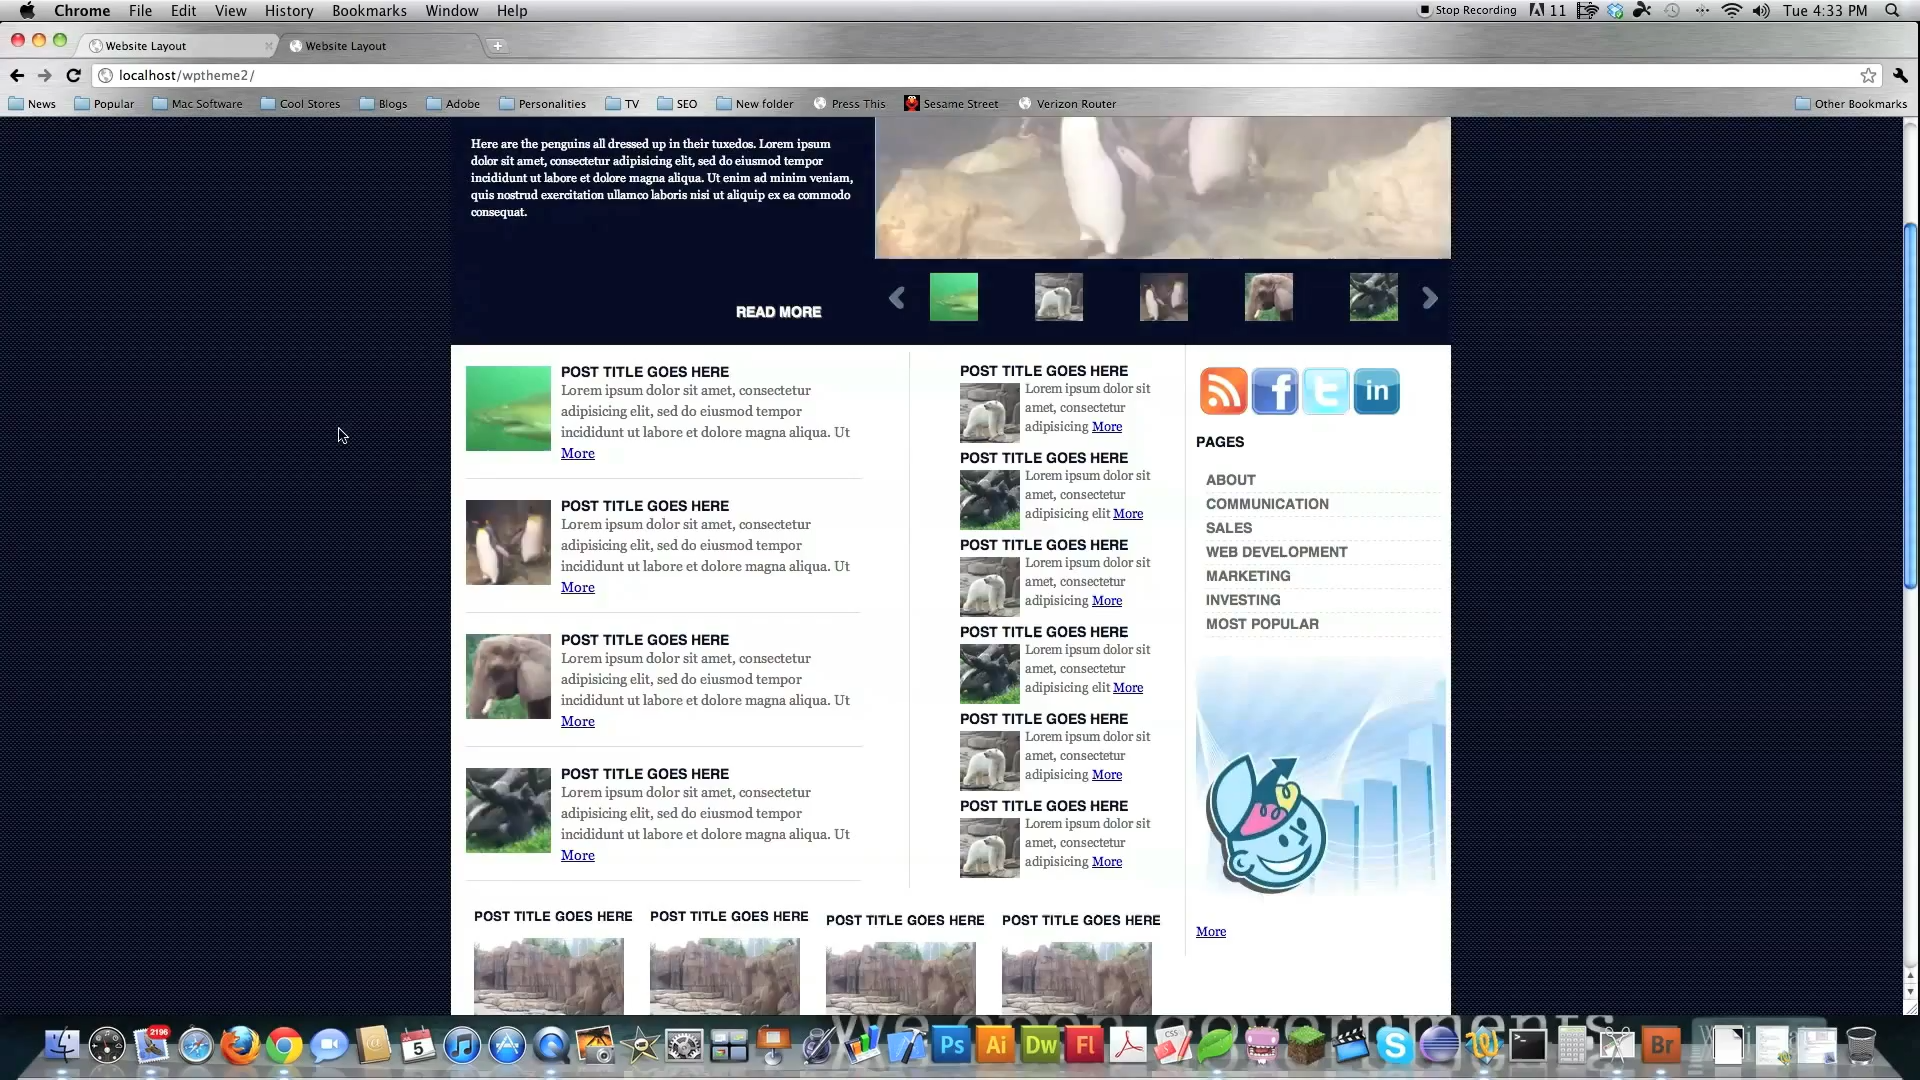 Chrome File Edit View History Bookmarks Window Help
Stop Recording 11 Tue 4:33 PM
Website Layout Website Layout
localhost/wptheme2/
News Popular Mac Software Cool Stores Blogs Adobe Personalities TV SEO New folder Press This Sesame Street Verizon Router Other Bookmarks
Here are the penguins all dressed up in their tuxedos. Lorem ipsum
dolor sit amet, consectetur adipisicing elit, sed do eiusmod tempor
incididunt ut labore et dolore magna aliqua. Ut enim ad minim veniam,
quis nostrud exercitation ullamco laboris nisi ut aliquip ex ea commodo
consequat.
READ MORE
POST TITLE GOES HERE
Lorem ipsum dolor sit amet, consectetur
adipisicing elit, sed do eiusmod tempor
incididunt ut labore et dolore magna aliqua. Ut
More
POST TITLE GOES HERE
Lorem ipsum dolor sit amet, consectetur
adipisicing elit, sed do eiusmod tempor
incididunt ut labore et dolore magna aliqua. Ut
More
POST TITLE GOES HERE
Lorem ipsum dolor sit amet, consectetur
adipisicing elit, sed do eiusmod tempor
incididunt ut labore et dolore magna aliqua. Ut
More
POST TITLE GOES HERE
Lorem ipsum dolor sit amet, consectetur
adipisicing elit, sed do eiusmod tempor
incididunt ut labore et dolore magna aliqua. Ut
More
POST TITLE GOES HERE
Lorem ipsum dolor sit
amet, consectetur
adipisicing More
POST TITLE GOES HERE
Lorem ipsum dolor sit
amet, consectetur
adipisicing elit More
POST TITLE GOES HERE
Lorem ipsum dolor sit
amet, consectetur
adipisicing More
POST TITLE GOES HERE
Lorem ipsum dolor sit
amet, consectetur
adipisicing elit More
POST TITLE GOES HERE
Lorem ipsum dolor sit
amet, consectetur
adipisicing More
POST TITLE GOES HERE
Lorem ipsum dolor sit
amet, consectetur
adipisicing More
f t in
PAGES
ABOUT
COMMUNICATION
SALES
WEB DEVELOPMENT
MARKETING
INVESTING
MOST POPULAR
More
POST TITLE GOES HERE POST TITLE GOES HERE POST TITLE GOES HERE POST TITLE GOES HERE
2196 5 Ps Ai Dw Fl CSS S Br